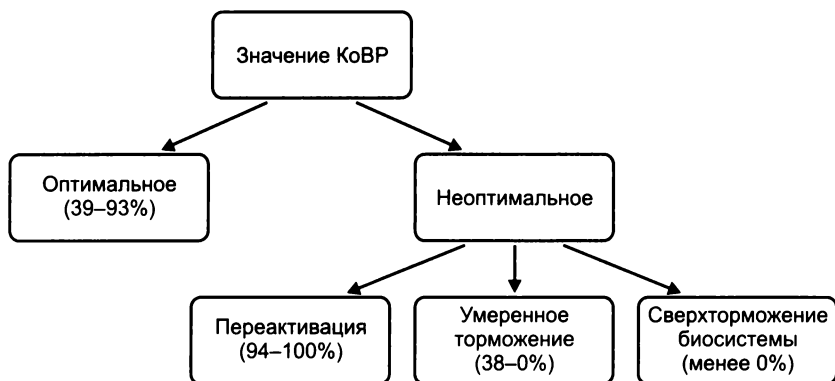 Значение КоВР
Оптимальное
(39–93%)
Неоптимальное
Переактивация
(94–100%)
Умеренное
торможение
(38–0%)
Сверхторможение
биосистемы
(менее 0%)